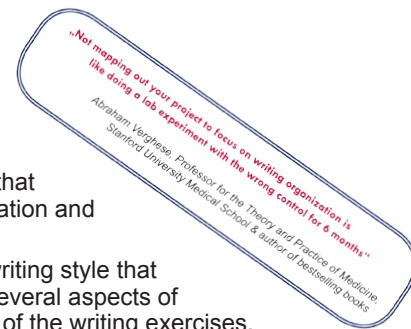 „Not mapping out your project to focus on writing organization is
like doing a lab experiment with the wrong control for 6 months“
Abraham Verghese, Professor for the Theory and Practice of Medicine,
Stanford University Medical School & author of bestselling books
that
ation and
writing style that
several aspects of
of the writing exercises.